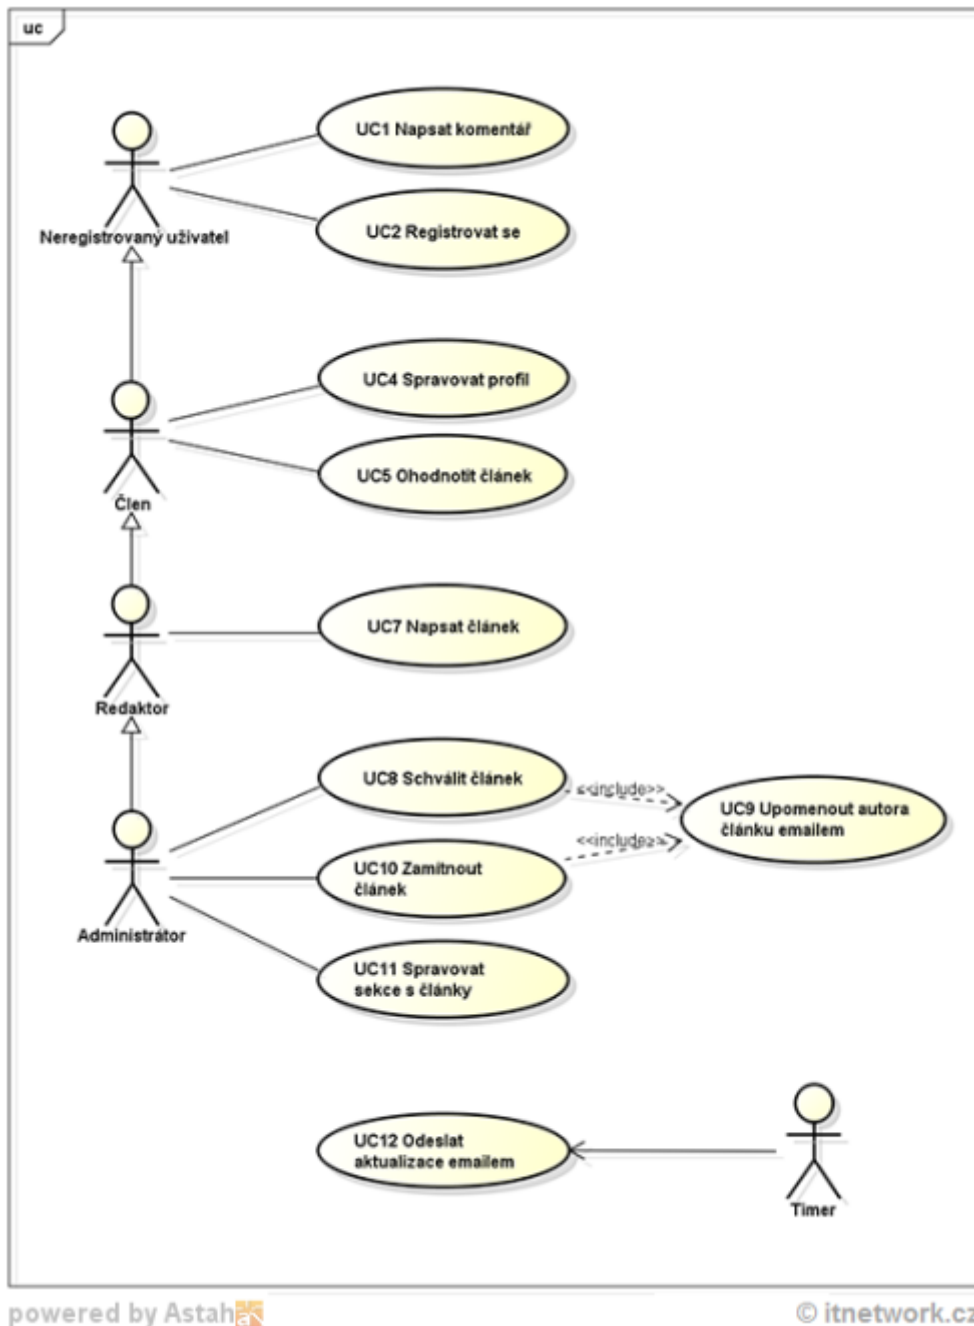 uc
UC1 Napsat komentář
UC2 Registrovat se
Neregistrovaný uživatel
UC4 Spravovat profil
UC5 Ohodnotit článek
Člen
UC7 Napsat článek
Redaktor
UC8 Schválit článek
<<include>>
UC9 Upomenout autora
článku emailem
<<include>>
UC10 Zamítnout
článek
Administrátor
UC11 Spravovat
sekce s články
UC12 Odeslat
aktualizace emailem
Timer
powered by Astah
© itnetwork.cz